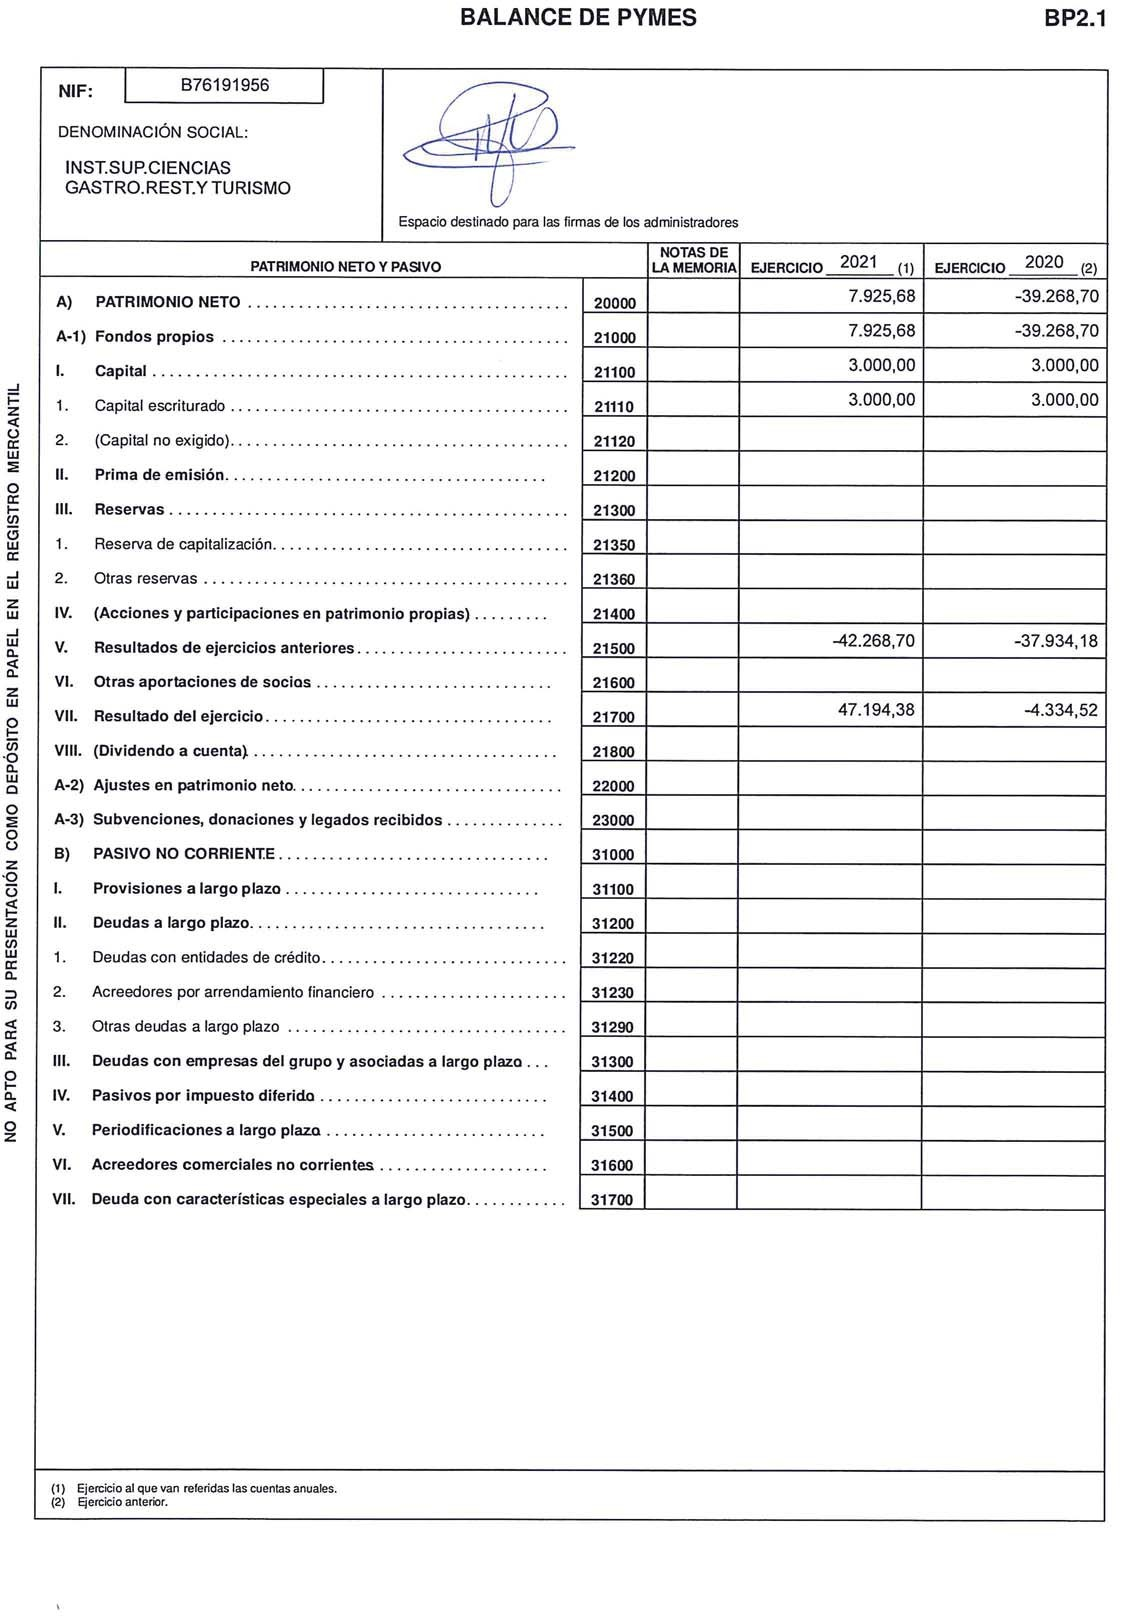 BALANCE DE PYMES BP2.1
NIF: B76191956
DENOMINACIÓN SOCIAL:
INST.SUP.CIENCIAS
GASTRO.REST.Y TURISMO
Espacio destinado para las firmas de los administradores
PATRIMONIO NETO Y PASIVO NOTAS DE LA MEMORIA EJERCICIO 2021 (1) EJERCICIO 2020 (2)
A) PATRIMONIO NETO 20000 7.925,68 -39.268,70
A-1) Fondos propios 21000 7.925,68 -39.268,70
I. Capital 21100 3.000,00 3.000,00
1. Capital escriturado 21110 3.000,00 3.000,00
2. (Capital no exigido) 21120
II. Prima de emisión 21200
III. Reservas 21300
1. Reserva de capitalización 21350
2. Otras reservas 21360
IV. (Acciones y participaciones en patrimonio propias) 21400
V. Resultados de ejercicios anteriores 21500 -42.268,70 -37.934,18
VI. Otras aportaciones de socios 21600
VII. Resultado del ejercicio 21700 47.194,38 -4.334,52
VIII. (Dividendo a cuenta) 21800
A-2) Ajustes en patrimonio neto 22000
A-3) Subvenciones, donaciones y legados recibidos 23000
B) PASIVO NO CORRIENTE 31000
I. Provisiones a largo plazo 31100
II. Deudas a largo plazo 31200
1. Deudas con entidades de crédito 31220
2. Acreedores por arrendamiento financiero 31230
3. Otras deudas a largo plazo 31290
III. Deudas con empresas del grupo y asociadas a largo plazo 31300
IV. Pasivos por impuesto diferido 31400
V. Periodificaciones a largo plazo 31500
VI. Acreedores comerciales no corrientes 31600
VII. Deuda con características especiales a largo plazo 31700
(1) Ejercicio al que van referidas las cuentas anuales.
(2) Ejercicio anterior.
NO APTO PARA SU PRESENTACIÓN COMO DEPÓSITO EN PAPEL EN EL REGISTRO MERCANTIL